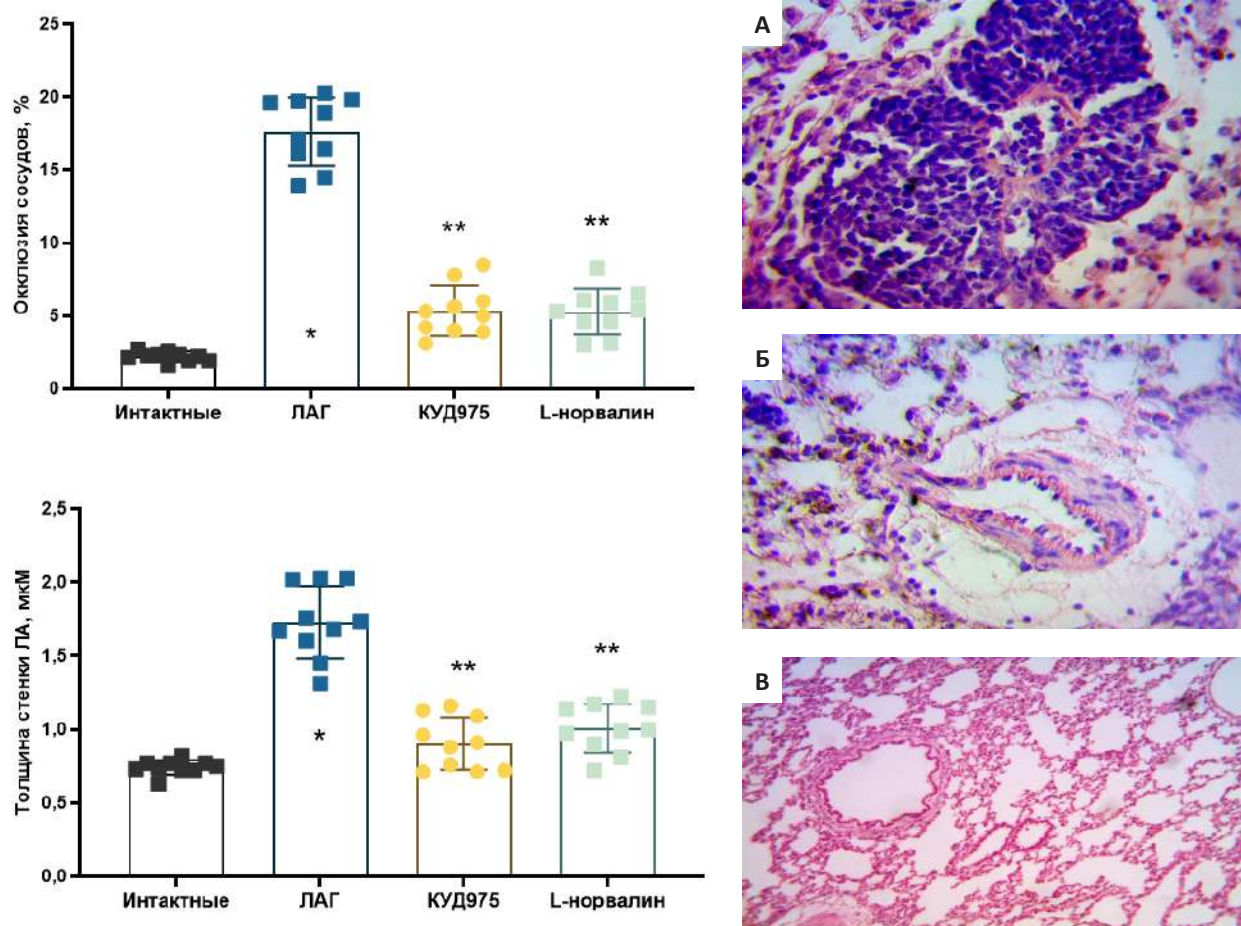 Окклюзия сосудов, %
25
20
15
10
5
0
*
**
**
Интактные ЛАГ КУД975 L-норвалин
Толщина стенки ЛА, мкМ
2,5
2,0
1,5
1,0
0,5
0,0
*
**
**
Интактные ЛАГ КУД975 L-норвалин
А
Б
В